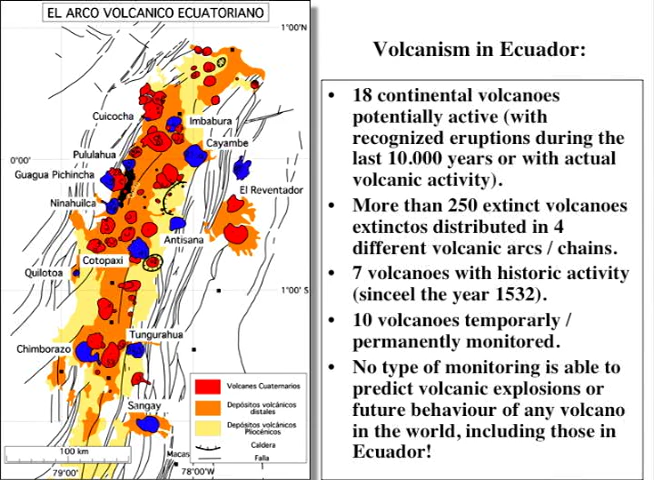 EL ARCO VOLCANICO ECUATORIANO
1°00'N
Cuicocha
Imbabura
Cayambe
Pululahua
0°00'
Guagua Pichincha
El Reventador
Ninahuilca
Antisana
Cotopaxi
Quilotoa
1°00' S
Tungurahua
Chimborazo
Sangay
Volcanes Cuaternarios
Depósitos volcánicos
distales
Depósitos volcánicos
Pliocénicos
Caldera
Falla
100 km
Macas
79°00'
78°00'W
Volcanism in Ecuador:
• 18 continental volcanoes
potentially active (with
recognized eruptions during the
last 10.000 years or with actual
volcanic activity).
• More than 250 extinct volcanoes
extinctos distributed in 4
different volcanic arcs / chains.
• 7 volcanoes with historic activity
(sinceel the year 1532).
• 10 volcanoes temporarly /
permanently monitored.
• No type of monitoring is able to
predict volcanic explosions or
future behaviour of any volcano
in the world, including those in
Ecuador!